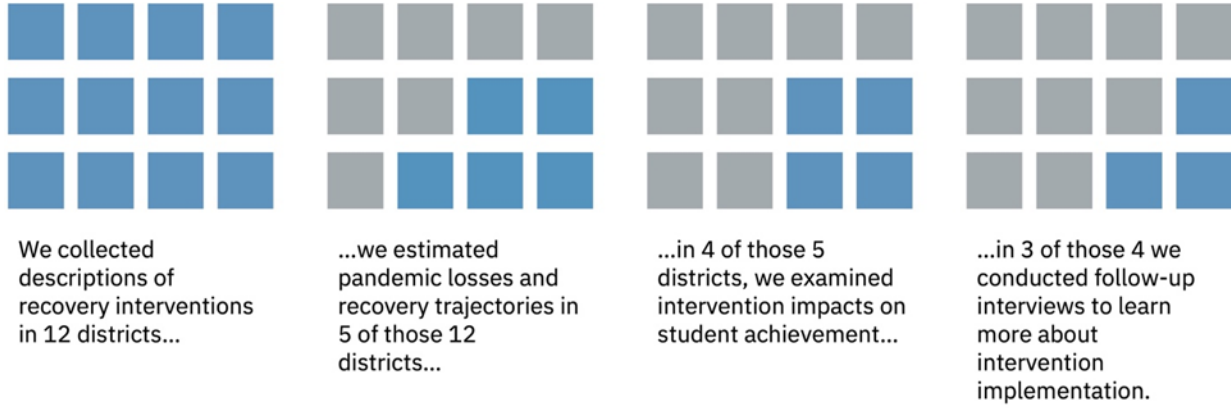 We collected
descriptions of
recovery interventions
in 12 districts...
...we estimated
pandemic losses and
recovery trajectories in
5 of those 12
districts...
...in 4 of those 5
districts, we examined
intervention impacts on
student achievement...
...in 3 of those 4 we
conducted follow-up
interviews to learn
more about
intervention
implementation.